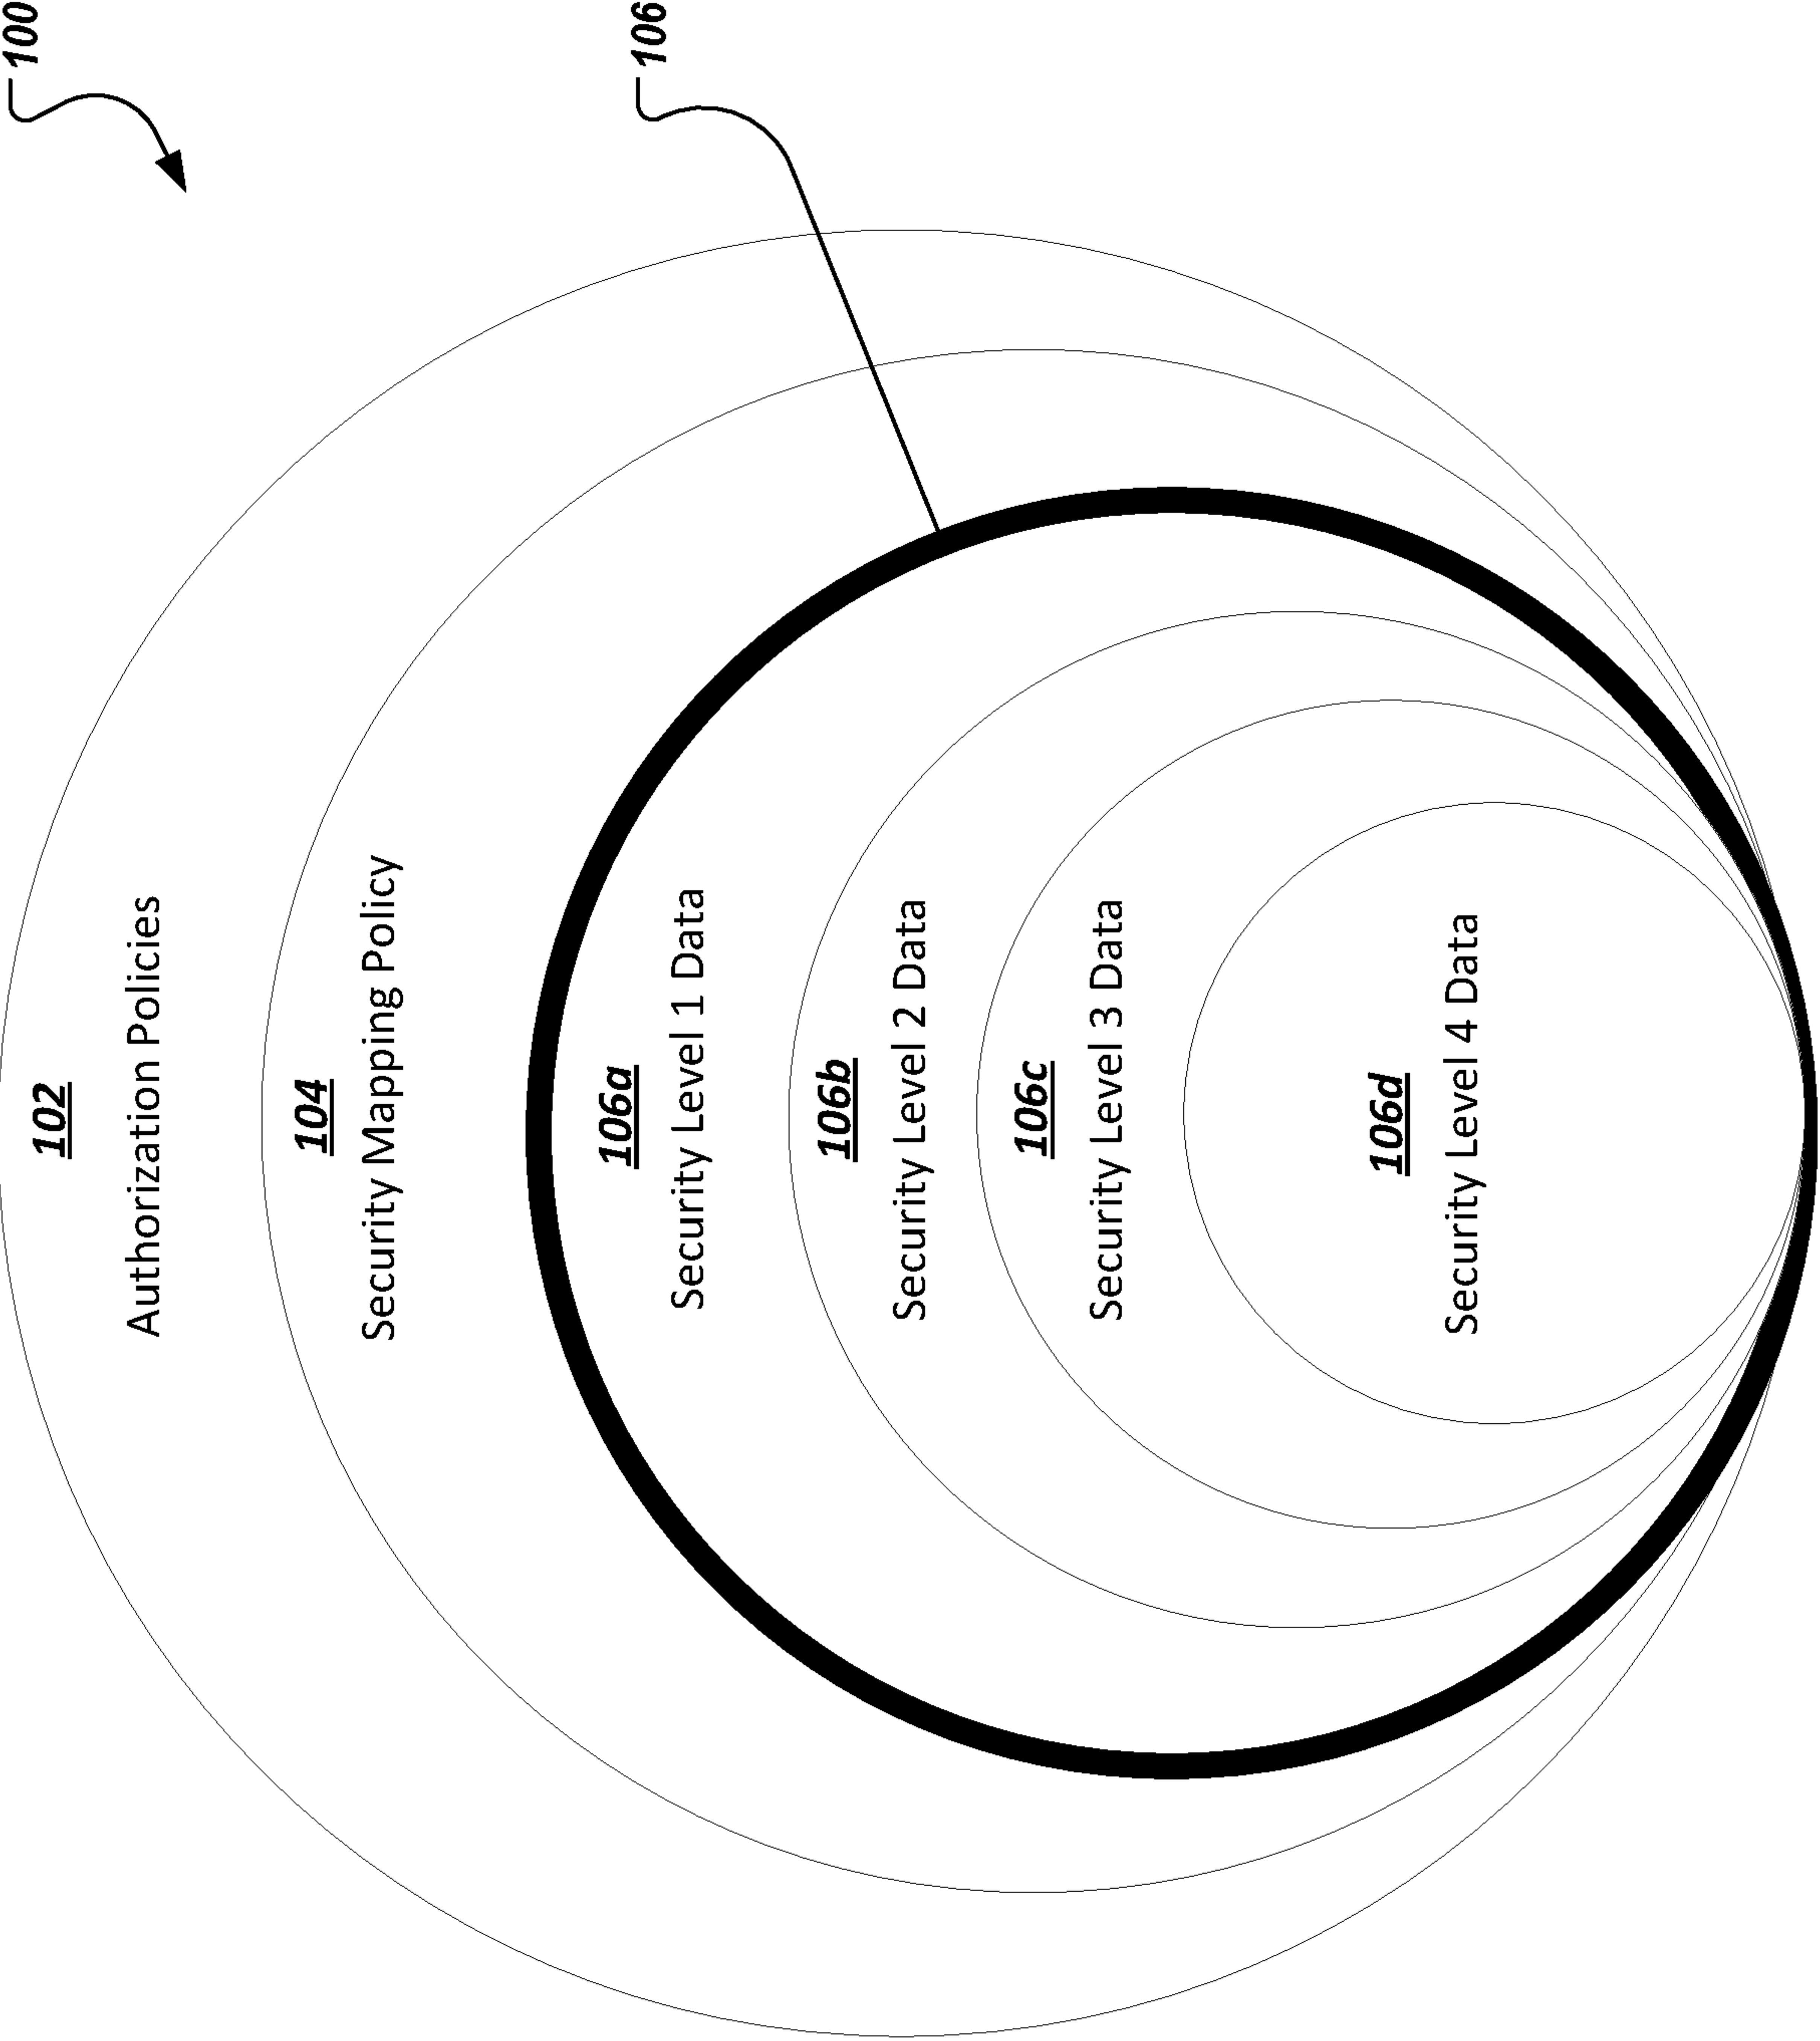 100
102
Authorization Policies
104
Security Mapping Policy
106
106a
Security Level 1 Data
106b
Security Level 2 Data
106c
Security Level 3 Data
106d
Security Level 4 Data